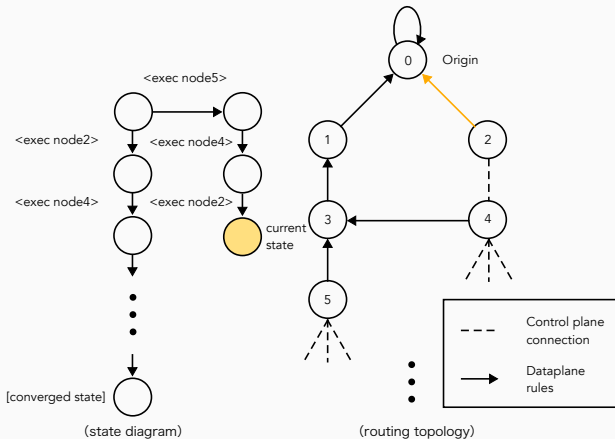 0
Origin
<exec node5>
<exec node2>
<exec node4>
1
2
<exec node4>
<exec node2>
current
state
3
4
5
Control plane
connection
Dataplane
rules
[converged state]
(state diagram)
(routing topology)